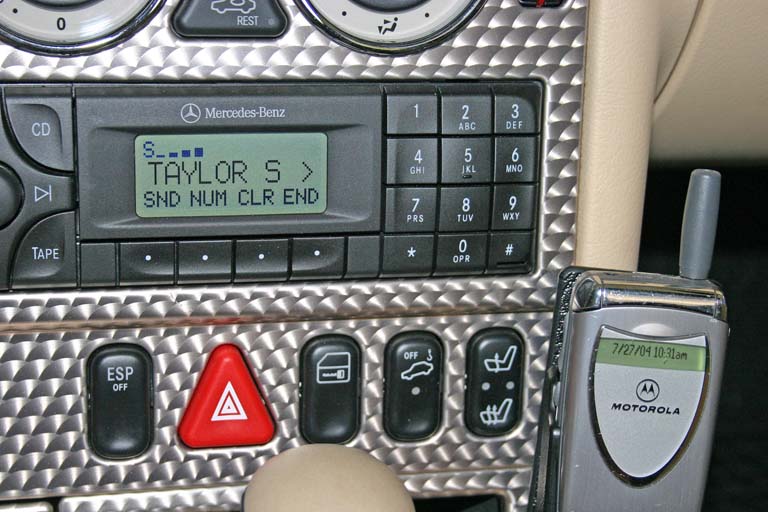 0
REST
Mercedes-Benz
CD
TAPE
S
TAYLOR S >
SND NUM CLR END
1
2 ABC
3 DEF
4 GHI
5 JKL
6 MNO
7 PRS
8 TUV
9 WXY
*
0 OPR
#
ESP
OFF
OFF
7/27/04 10:31am
MOTOROLA